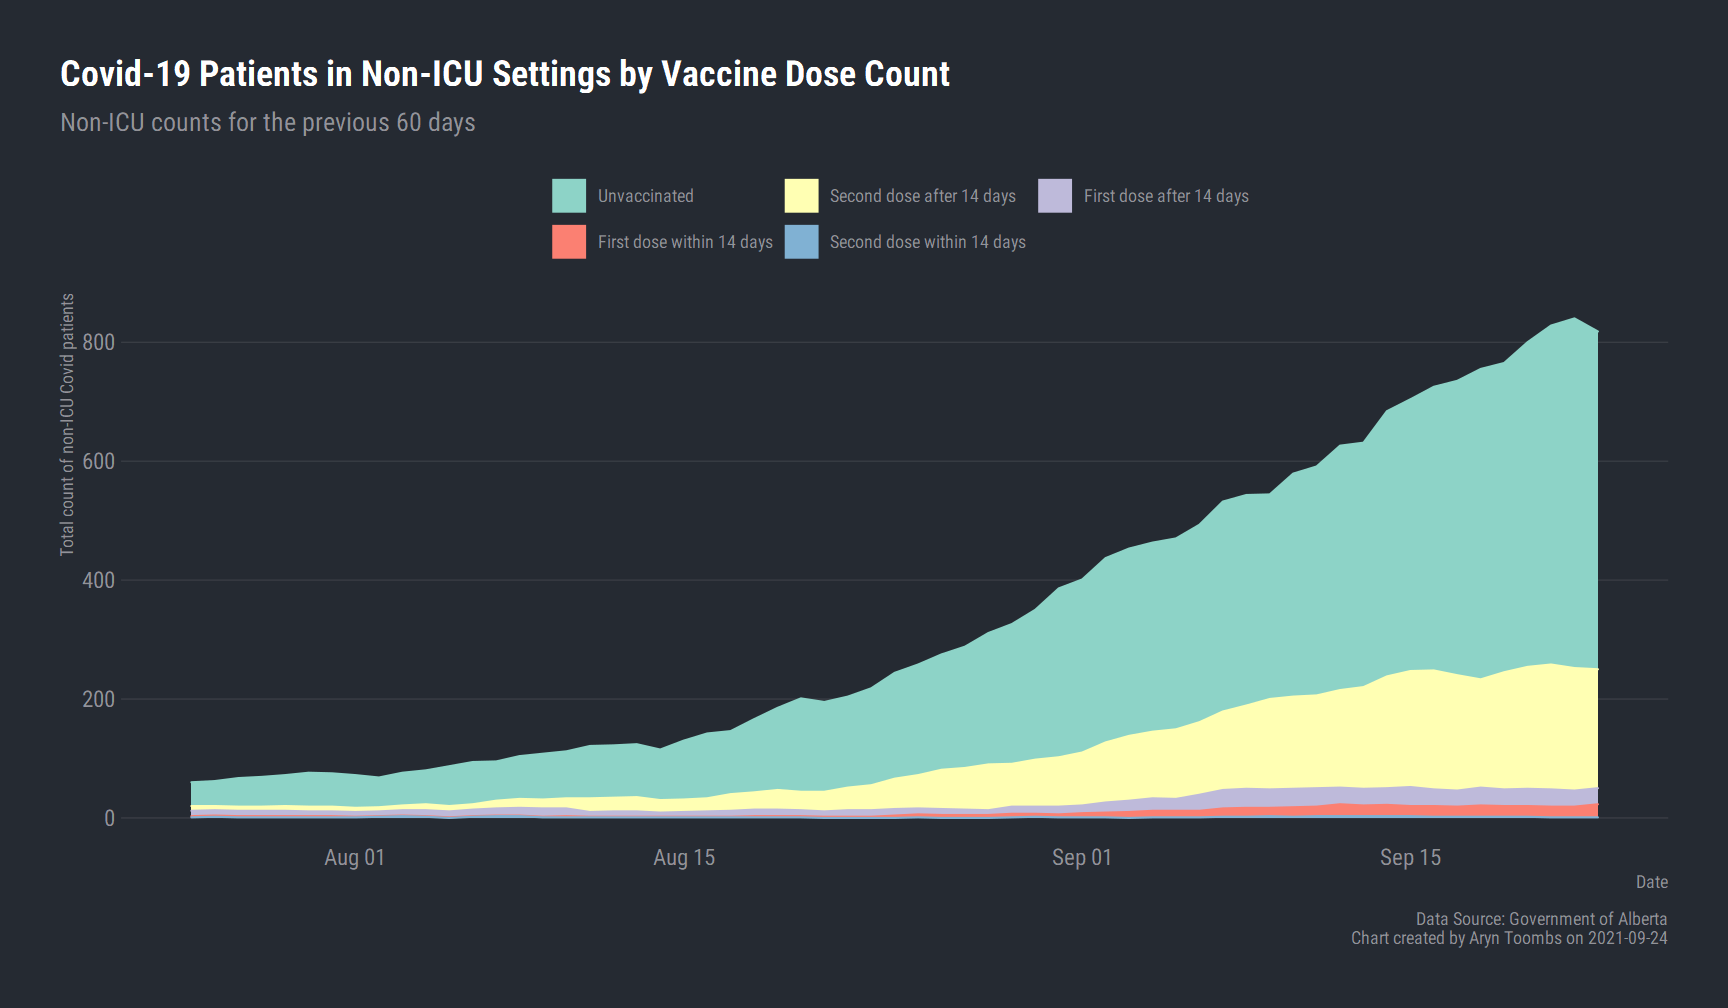 Covid-19 Patients in Non-ICU Settings by Vaccine Dose Count
Non-ICU counts for the previous 60 days
Unvaccinated
Second dose after 14 days
First dose after 14 days
First dose within 14 days
Second dose within 14 days
Total count of non-ICU Covid patients
800
600
400
200
0
Aug 01
Aug 15
Sep 01
Sep 15
Date
Data Source: Government of Alberta
Chart created by Aryn Toombs on 2021-09-24